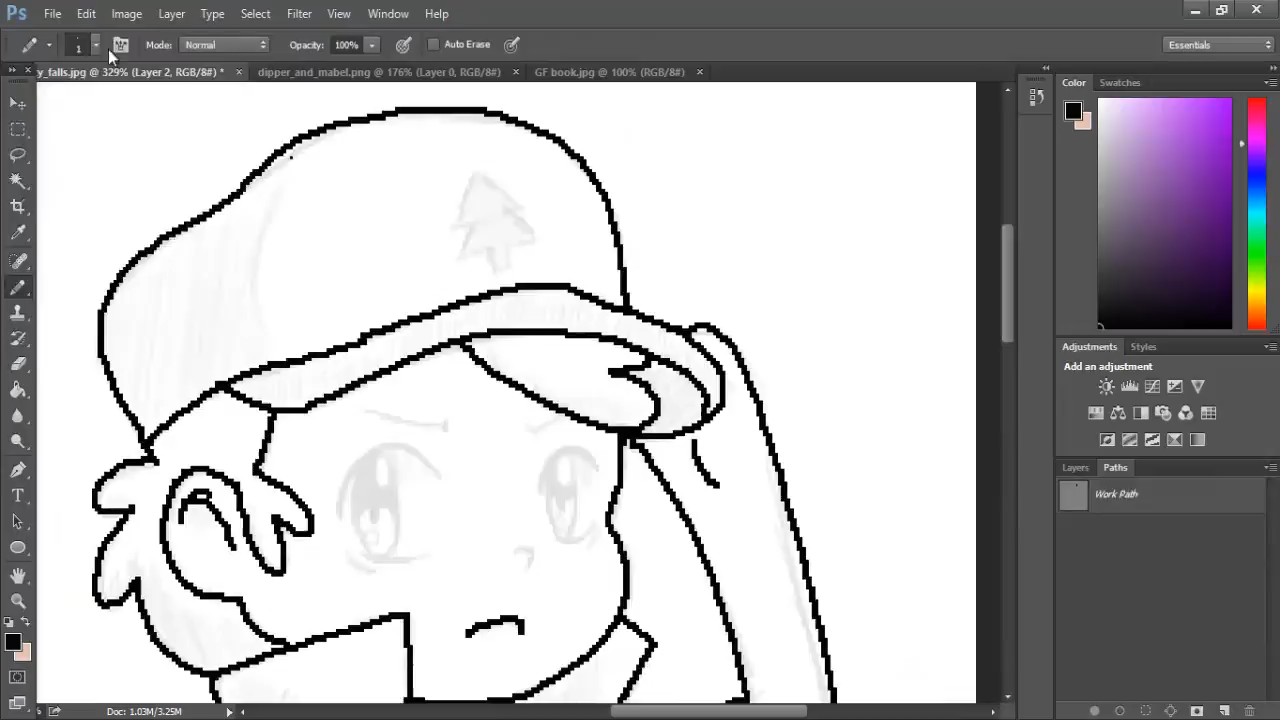 Ps File Edit Image Layer Type Select Filter View Window Help
1 Mode: Normal Opacity: 100% Auto Erase Essentials
y_falls.jpg @ 329% (Layer 2, RGB/8#) * × dipper_and_mabel.png @ 176% (Layer 0, RGB/8#) × GF book.jpg @ 100% (RGB/8#) ×
Color Swatches
Adjustments Styles
Add an adjustment
Layers Paths
Work Path
T
Doc: 1.03M/3.25M